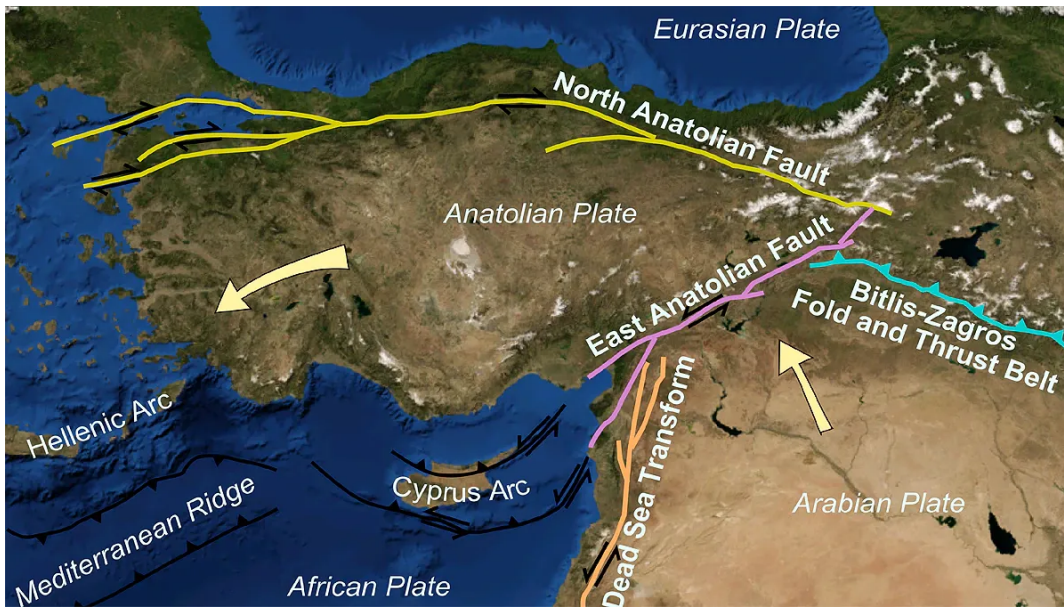 Eurasian Plate
North Anatolian Fault
Anatolian Plate
East Anatolian Fault
Bitlis-Zagros
Fold and Thrust Belt
Hellenic Arc
Cyprus Arc
Mediterranean Ridge
Dead Sea Transform
Arabian Plate
African Plate